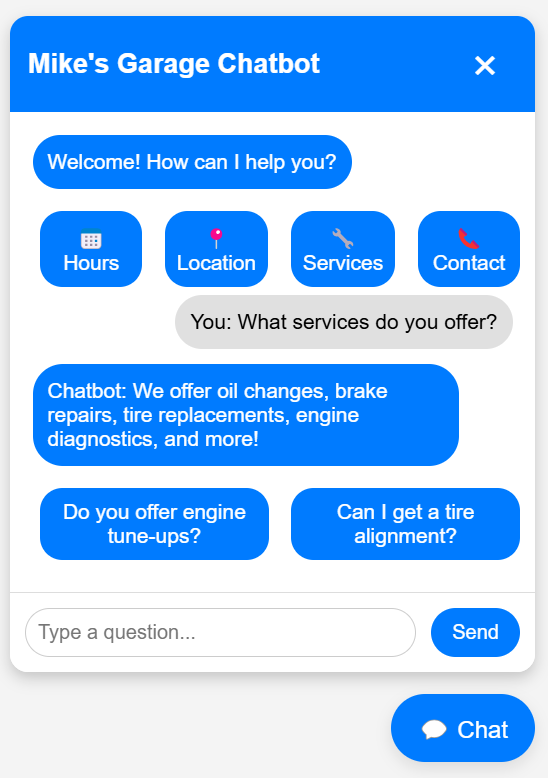 Mike's Garage Chatbot
Welcome! How can I help you?
Hours
Location
Services
Contact
You: What services do you offer?
Chatbot: We offer oil changes, brake
repairs, tire replacements, engine
diagnostics, and more!
Do you offer engine
tune-ups?
Can I get a tire
alignment?
Type a question...
Send
Chat